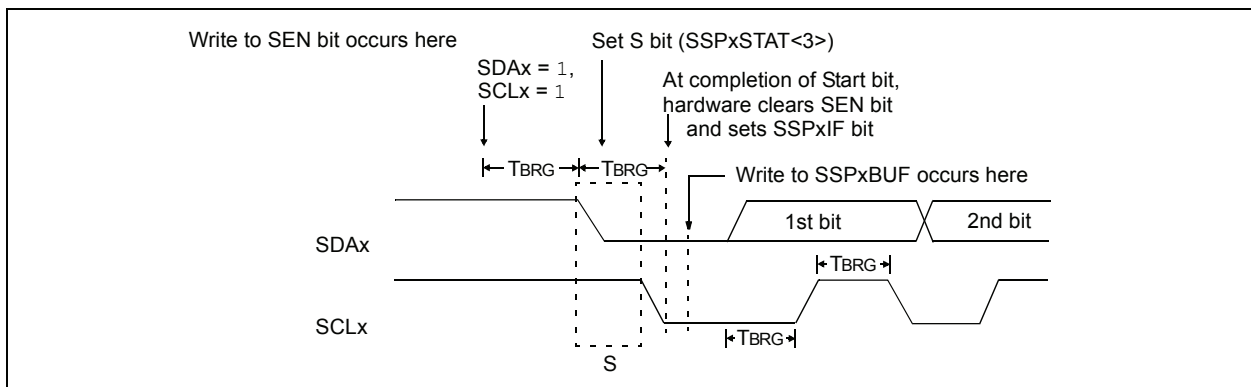 Write to SEN bit occurs here
Set S bit (SSPxSTAT<3>)
SDAx = 1,
SCLx = 1
At completion of Start bit,
hardware clears SEN bit
and sets SSPxIF bit
TBRG
TBRG
Write to SSPxBUF occurs here
SDAx
1st bit
2nd bit
TBRG
SCLx
TBRG
S